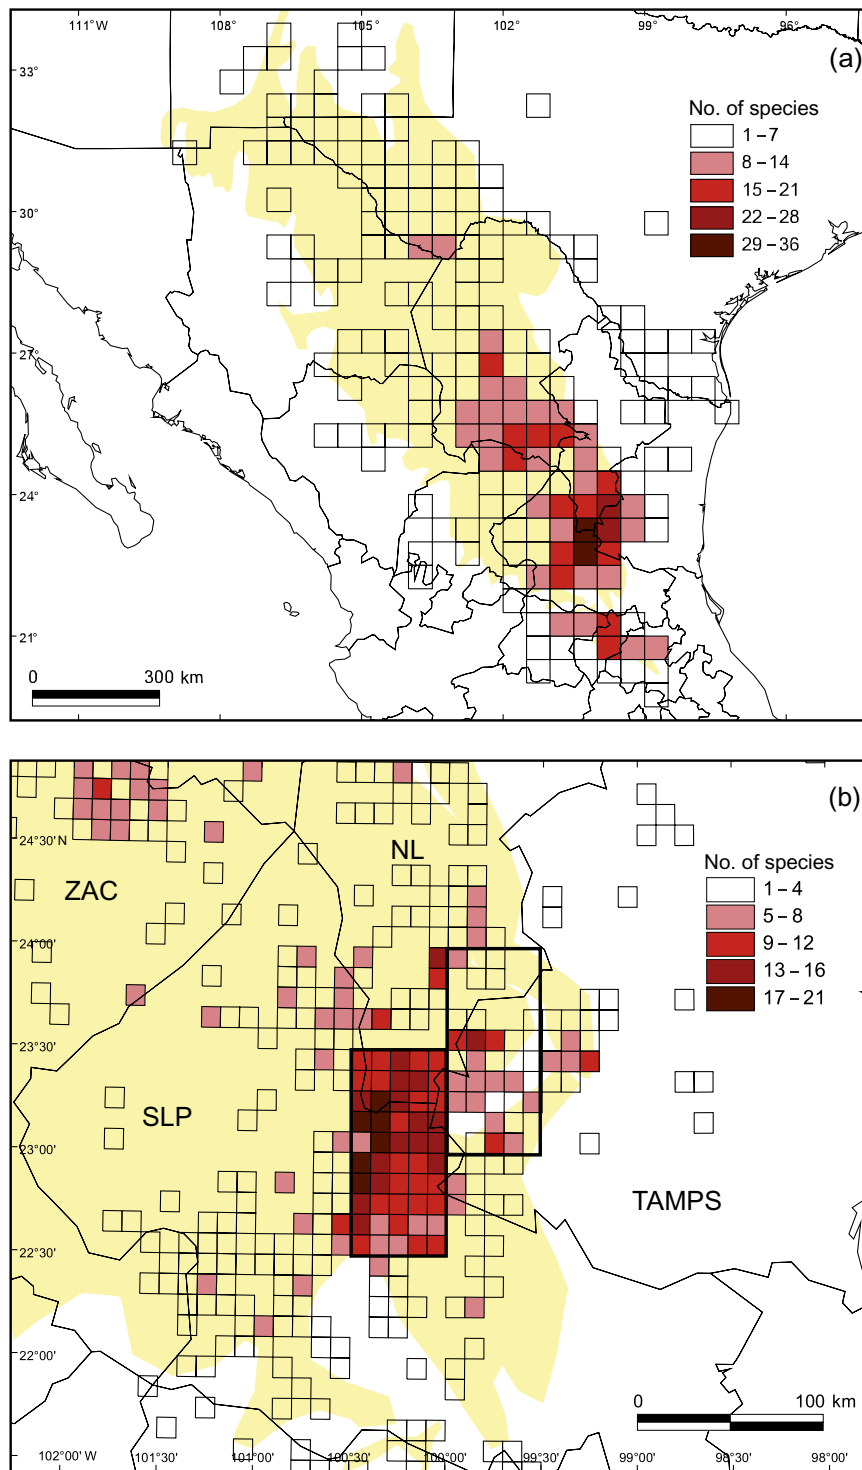 111°W 108° 105° 102° 99° 96°
(a)
33°
30°
27°
24°
21°
No. of species
1 – 7
8 – 14
15 – 21
22 – 28
29 – 36
0 300 km
(b)
24°30'N
24°00'
23°30'
23°00'
22°30'
22°00'
NL
ZAC
SLP
TAMPS
No. of species
1 – 4
5 – 8
9 – 12
13 – 16
17 – 21
0 100 km
102°00' W 101°30' 101°00' 100°30' 100°00' 99°30' 99°00' 98°30' 98°00'